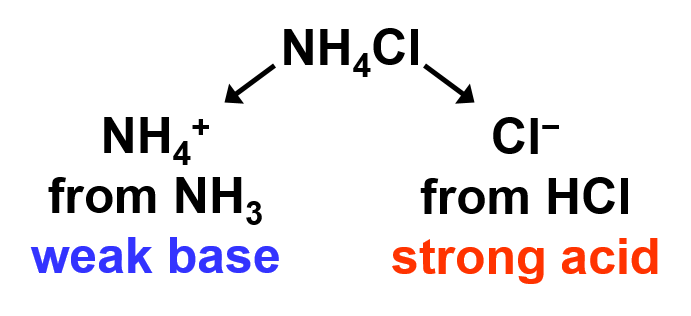 NH₄Cl
NH₄⁺
from NH₃
weak base
Cl⁻
from HCl
strong acid